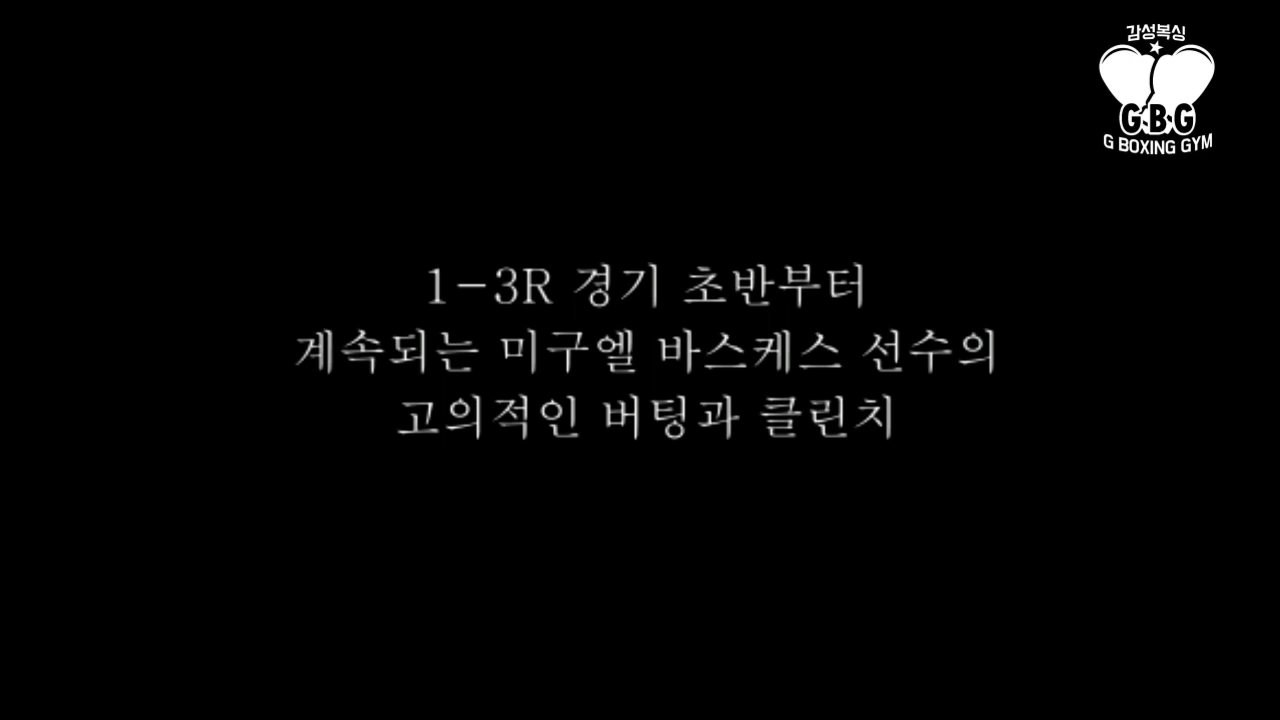 감성복싱
G·B·G
G BOXING GYM
1-3R 경기 초반부터
계속되는 미구엘 바스케스 선수의
고의적인 버팅과 클린치